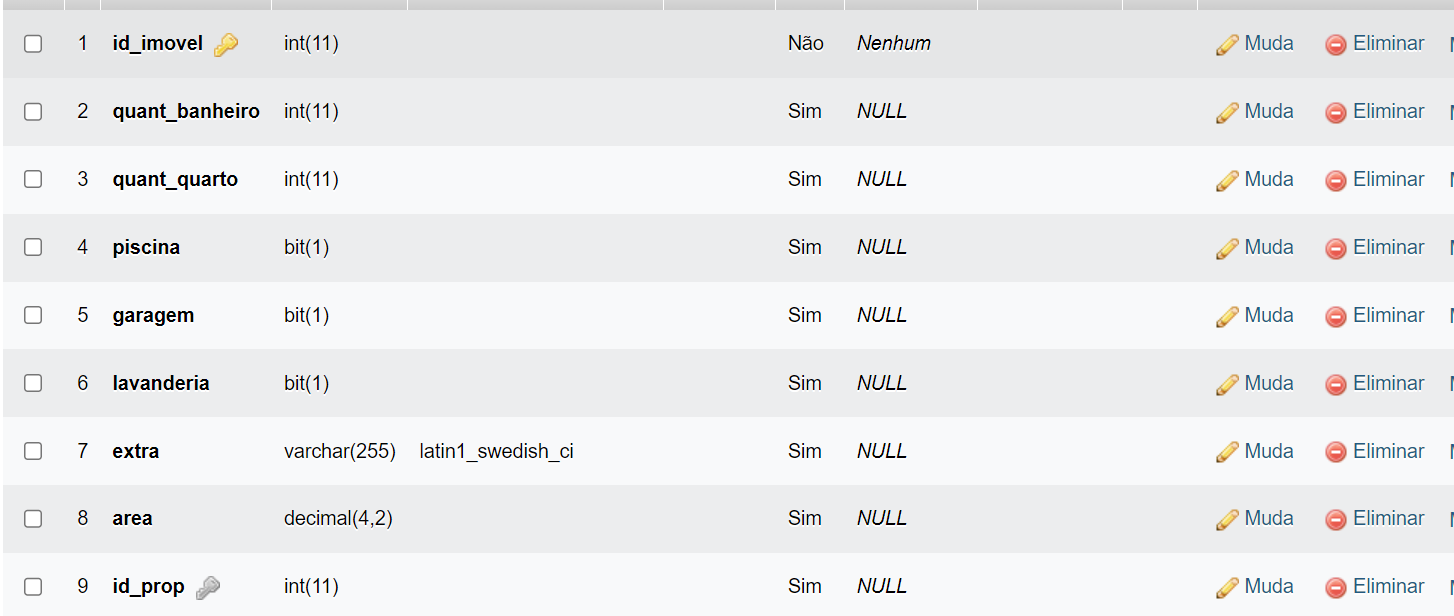 1 id_imovel int(11) Não Nenhum Muda Eliminar
2 quant_banheiro int(11) Sim NULL Muda Eliminar
3 quant_quarto int(11) Sim NULL Muda Eliminar
4 piscina bit(1) Sim NULL Muda Eliminar
5 garagem bit(1) Sim NULL Muda Eliminar
6 lavanderia bit(1) Sim NULL Muda Eliminar
7 extra varchar(255) latin1_swedish_ci Sim NULL Muda Eliminar
8 area decimal(4,2) Sim NULL Muda Eliminar
9 id_prop int(11) Sim NULL Muda Eliminar